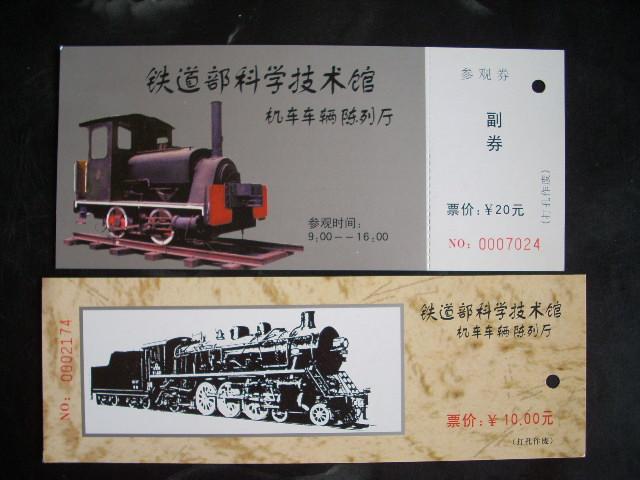 铁道部科学技术馆
机车车辆陈列厅
参观时间：
9:00——16:00
参观券
副
券
票价：¥20元
(打孔作废)
NO: 0007024
NO: 0002174
铁道部科学技术馆
机车车辆陈列厅
票价：¥ 10.00元
(打孔作废)